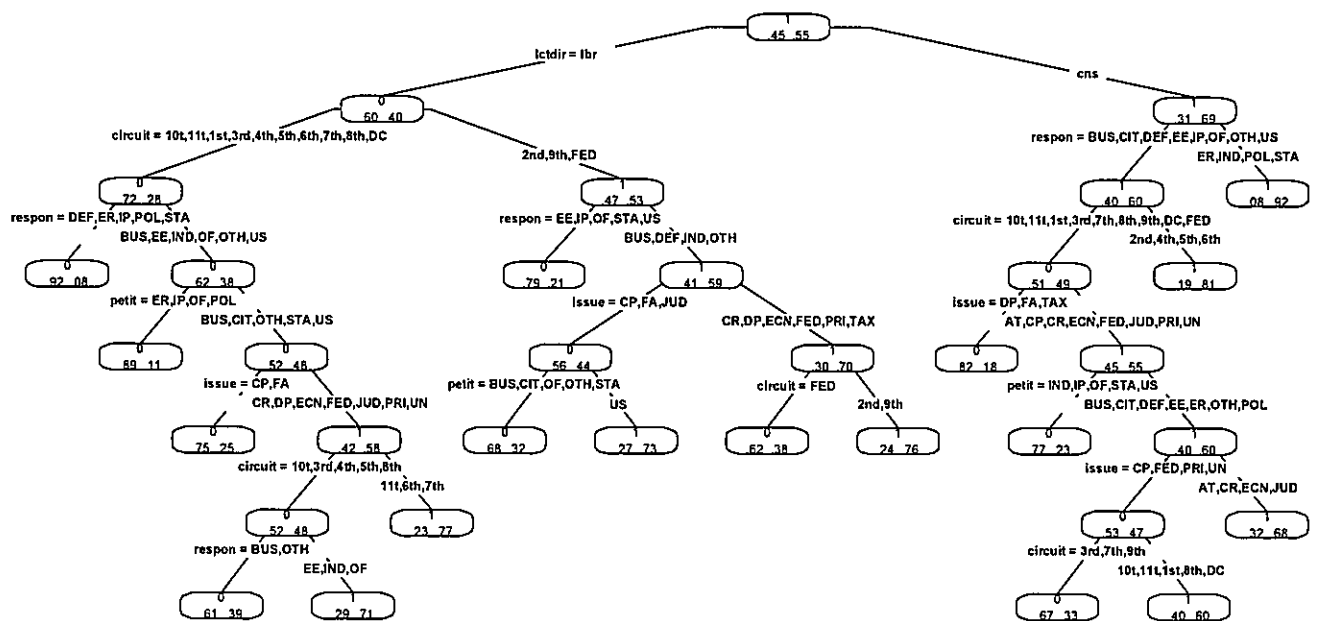 .45 .55
lctdir = lbr
cns
0
.60 .40
.31 .69
circuit = 10t,11t,1st,3rd,4th,5th,6th,7th,8th,DC
2nd,9th,FED
respon = BUS,CIT,DEF,EE,IP,OF,OTH,US
ER,IND,POL,STA
0
.72 .28
1
.47 .53
.40 .60
.08 .92
respon = DEF,ER,IP,POL,STA
BUS,EE,IND,OF,OTH,US
respon = EE,IP,OF,STA,US
BUS,DEF,IND,OTH
circuit = 10t,11t,1st,3rd,7th,8th,9th,DC,FED
2nd,4th,5th,6th
0
.92 .08
0
.62 .38
0
.79 .21
1
.41 .59
0
.51 .49
.19 .81
petit = ER,IP,OF,POL
BUS,CIT,OTH,STA,US
issue = CP,FA,JUD
CR,DP,ECN,FED,PRI,TAX
issue = DP,FA,TAX
AT,CP,CR,ECN,FED,JUD,PRI,UN
0
.89 .11
0
.52 .48
0
.56 .44
.30 .70
0
.82 .18
1
.45 .55
issue = CP,FA
CR,DP,ECN,FED,JUD,PRI,UN
petit = BUS,CIT,OF,OTH,STA
US
circuit = FED
2nd,9th
petit = IND,IP,OF,STA,US
BUS,CIT,DEF,EE,ER,OTH,POL
0
.75 .25
1
.42 .58
0
.68 .32
1
.27 .73
0
.62 .38
1
.24 .76
0
.77 .23
.40 .60
circuit = 10t,3rd,4th,5th,8th
11t,6th,7th
issue = CP,FED,PRI,UN
AT,CR,ECN,JUD
0
.52 .48
1
.23 .77
0
.53 .47
.32 .68
respon = BUS,OTH
EE,IND,OF
circuit = 3rd,7th,9th
10t,11t,1st,8th,DC
0
.61 .39
1
.29 .71
0
.67 .33
1
.40 .60